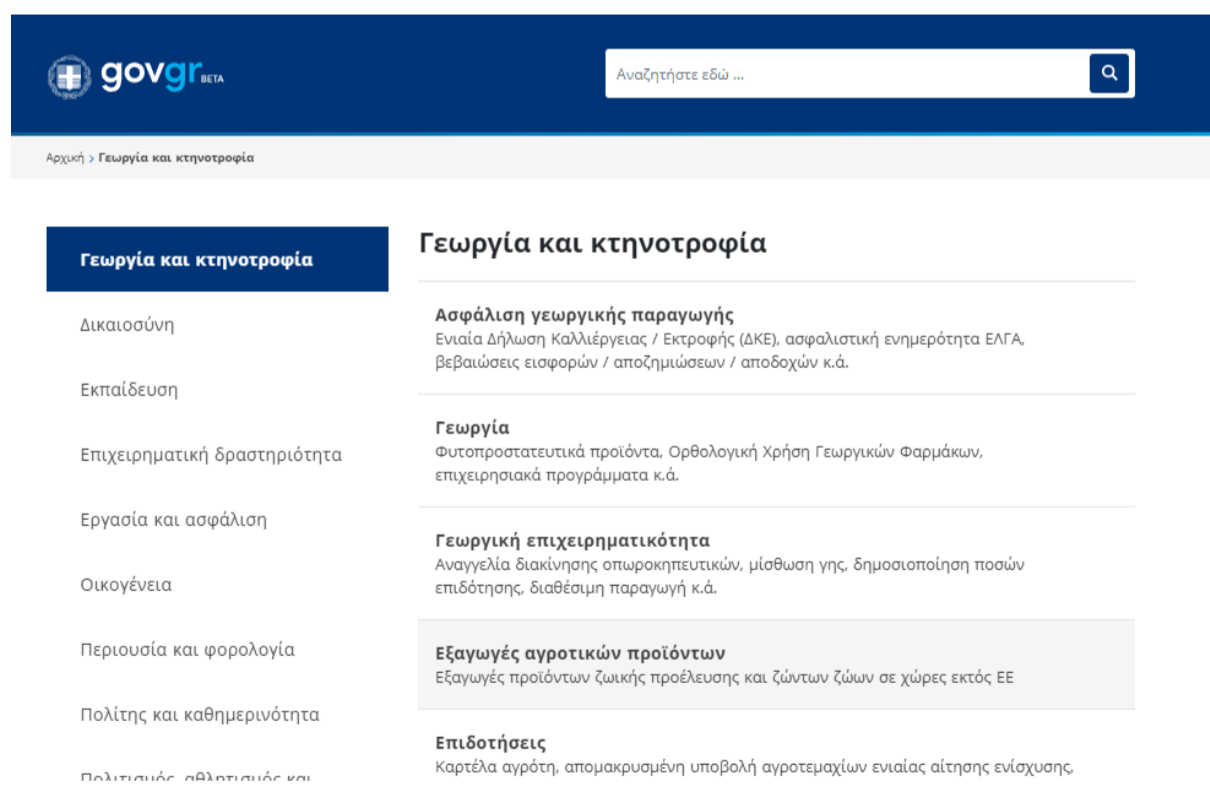 govgr BETA
Αναζητήστε εδώ ...
Αρχική > Γεωργία και κτηνοτροφία
Γεωργία και κτηνοτροφία
Δικαιοσύνη
Εκπαίδευση
Επιχειρηματική δραστηριότητα
Εργασία και ασφάλιση
Οικογένεια
Περιουσία και φορολογία
Πολίτης και καθημερινότητα
Πολιτισμός, αθλητισμός και
Γεωργία και κτηνοτροφία
Ασφάλιση γεωργικής παραγωγής
Ενιαία Δήλωση Καλλιέργειας / Εκτροφής (ΔΚΕ), ασφαλιστική ενημερότητα ΕΛΓΑ,
βεβαιώσεις εισφορών / αποζημιώσεων / αποδοχών κ.ά.
Γεωργία
Φυτοπροστατευτικά προϊόντα, Ορθολογική Χρήση Γεωργικών Φαρμάκων,
επιχειρησιακά προγράμματα κ.ά.
Γεωργική επιχειρηματικότητα
Αναγγελία διακίνησης οπωροκηπευτικών, μίσθωση γης, δημοσιοποίηση ποσών
επιδότησης, διαθέσιμη παραγωγή κ.ά.
Εξαγωγές αγροτικών προϊόντων
Εξαγωγές προϊόντων ζωικής προέλευσης και ζώντων ζώων σε χώρες εκτός ΕΕ
Επιδοτήσεις
Καρτέλα αγρότη, απομακρυσμένη υποβολή αγροτεμαχίων ενιαίας αίτησης ενίσχυσης,